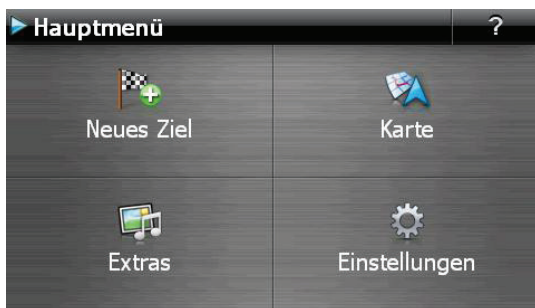 Hauptmenü ?
Neues Ziel
Karte
Extras
Einstellungen